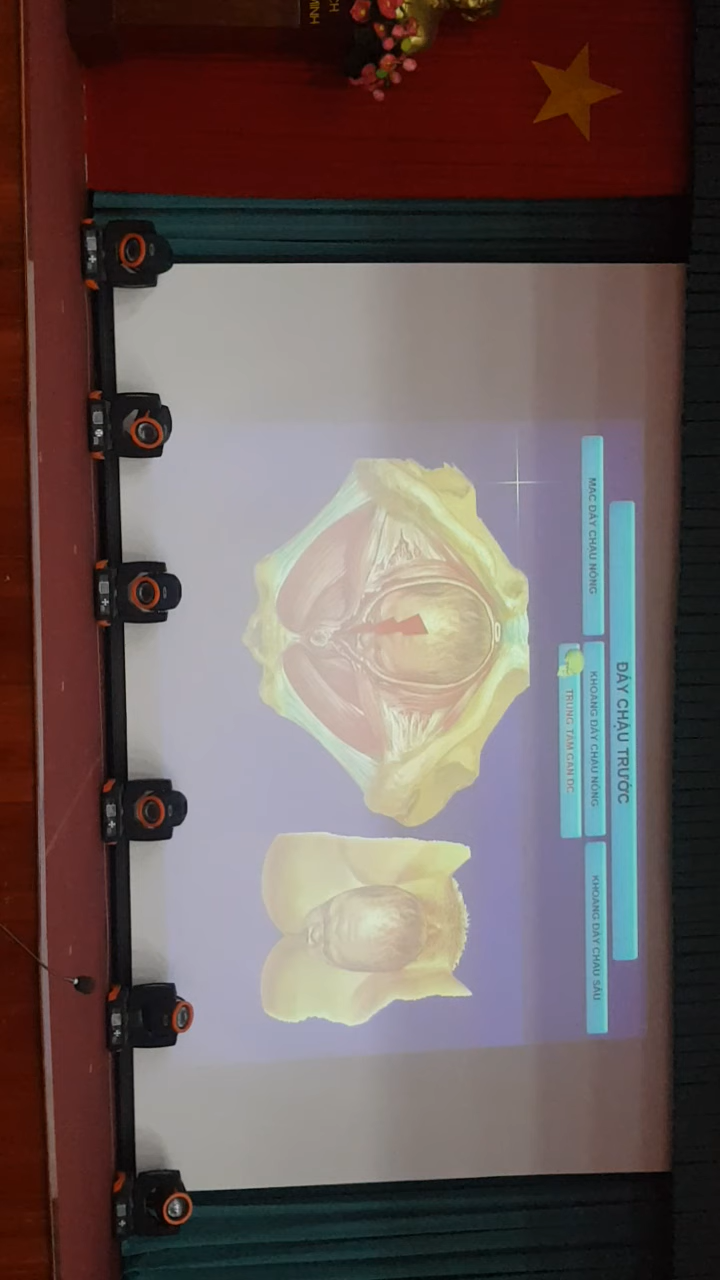 ĐÁY CHẬU TRƯỚC
MẠC ĐÁY CHẬU NÔNG
KHOANG ĐÁY CHẬU NÔNG
KHOANG ĐÁY CHẬU SÂU
TRUNG TÂM GÂN ĐC
MINH